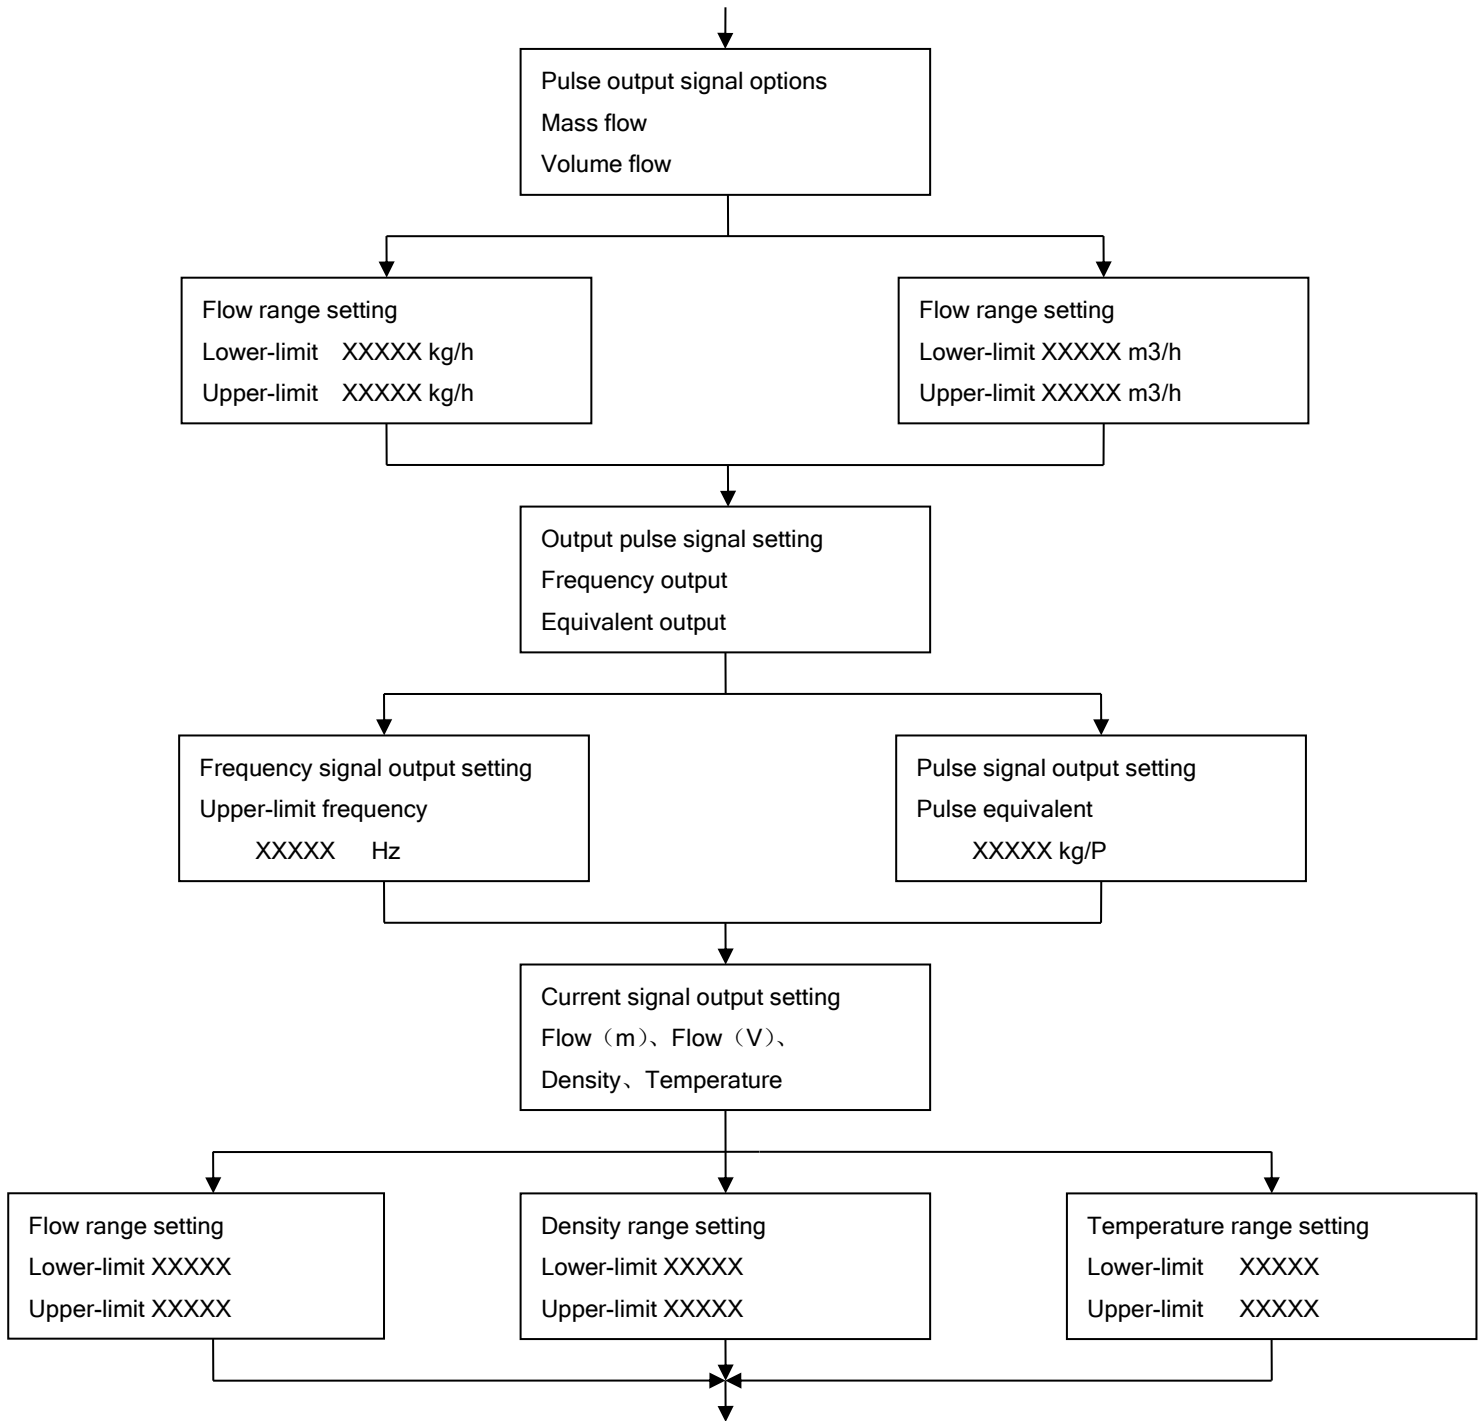 Pulse output signal options
Mass flow
Volume flow
Flow range setting
Lower-limit XXXXX kg/h
Upper-limit XXXXX kg/h
Flow range setting
Lower-limit XXXXX m3/h
Upper-limit XXXXX m3/h
Output pulse signal setting
Frequency output
Equivalent output
Frequency signal output setting
Upper-limit frequency
XXXXX Hz
Pulse signal output setting
Pulse equivalent
XXXXX kg/P
Current signal output setting
Flow（m）、Flow（V）、
Density、Temperature
Flow range setting
Lower-limit XXXXX
Upper-limit XXXXX
Density range setting
Lower-limit XXXXX
Upper-limit XXXXX
Temperature range setting
Lower-limit XXXXX
Upper-limit XXXXX